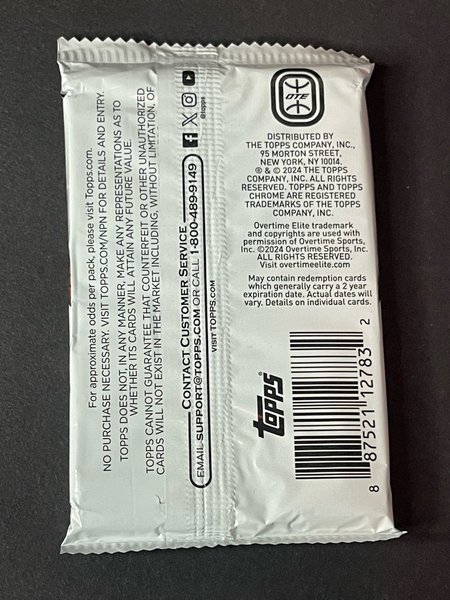 For approximate odds per pack, please visit Topps.com.
NO PURCHASE NECESSARY. VISIT TOPPS.COM/NPN FOR DETAILS AND ENTRY.
TOPPS DOES NOT, IN ANY MANNER, MAKE ANY REPRESENTATIONS AS TO
WHETHER ITS CARDS WILL ATTAIN ANY FUTURE VALUE.
TOPPS CANNOT GUARANTEE THAT COUNTERFEIT OR OTHER UNAUTHORIZED
CARDS WILL NOT EXIST IN THE MARKET INCLUDING, WITHOUT LIMITATION, OF
CONTACT CUSTOMER SERVICE
EMAIL SUPPORT@TOPPS.COM OR CALL 1-800-489-9149
@topps
VISIT TOPPS.COM
OTE
DISTRIBUTED BY
THE TOPPS COMPANY, INC.,
95 MORTON STREET,
NEW YORK, NY 10014.
® & © 2024 THE TOPPS
COMPANY, INC. ALL RIGHTS
RESERVED. TOPPS AND TOPPS
CHROME ARE REGISTERED
TRADEMARKS OF THE TOPPS
COMPANY, INC.
Overtime Elite trademark
and copyrights are used with
permission of Overtime Sports,
Inc. ©2024 Overtime Sports, Inc.
ALL RIGHTS RESERVED.
Visit overtimeelite.com
May contain redemption cards
which generally carry a 2 year
expiration date. Actual dates will
vary. Details on individual cards.
topps®
8 87521 12783 2